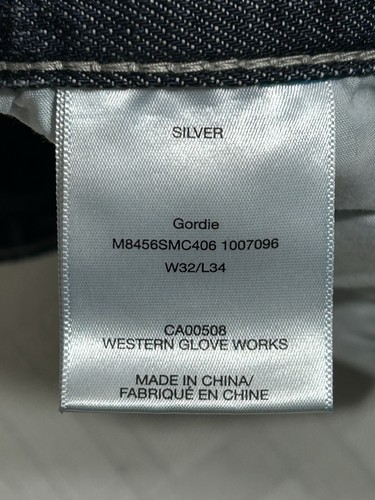 SILVER
Gordie
M8456SMC406 1007096
W32/L34
CA00508
WESTERN GLOVE WORKS
MADE IN CHINA/
FABRIQUÉ EN CHINE